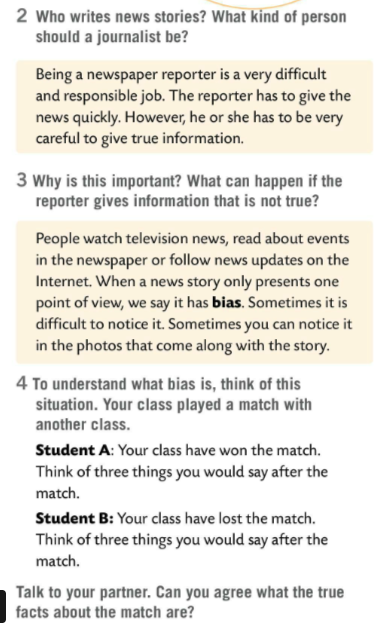 2 Who writes news stories? What kind of person
should a journalist be?
Being a newspaper reporter is a very difficult
and responsible job. The reporter has to give the
news quickly. However, he or she has to be very
careful to give true information.
3 Why is this important? What can happen if the
reporter gives information that is not true?
People watch television news, read about events
in the newspaper or follow news updates on the
Internet. When a news story only presents one
point of view, we say it has bias. Sometimes it is
difficult to notice it. Sometimes you can notice it
in the photos that come along with the story.
4 To understand what bias is, think of this
situation. Your class played a match with
another class.
Student A: Your class have won the match.
Think of three things you would say after the
match.
Student B: Your class have lost the match.
Think of three things you would say after the
match.
Talk to your partner. Can you agree what the true
facts about the match are?